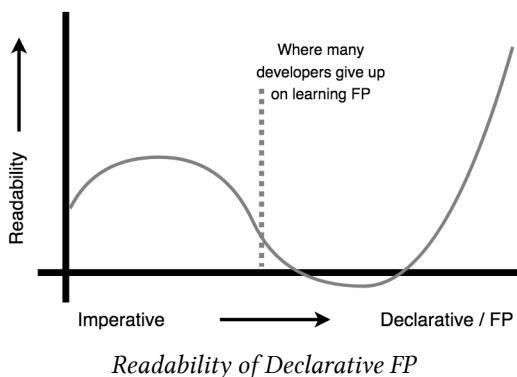 Where many
developers give up
on learning FP
Readability
Imperative
Declarative / FP
Readability of Declarative FP